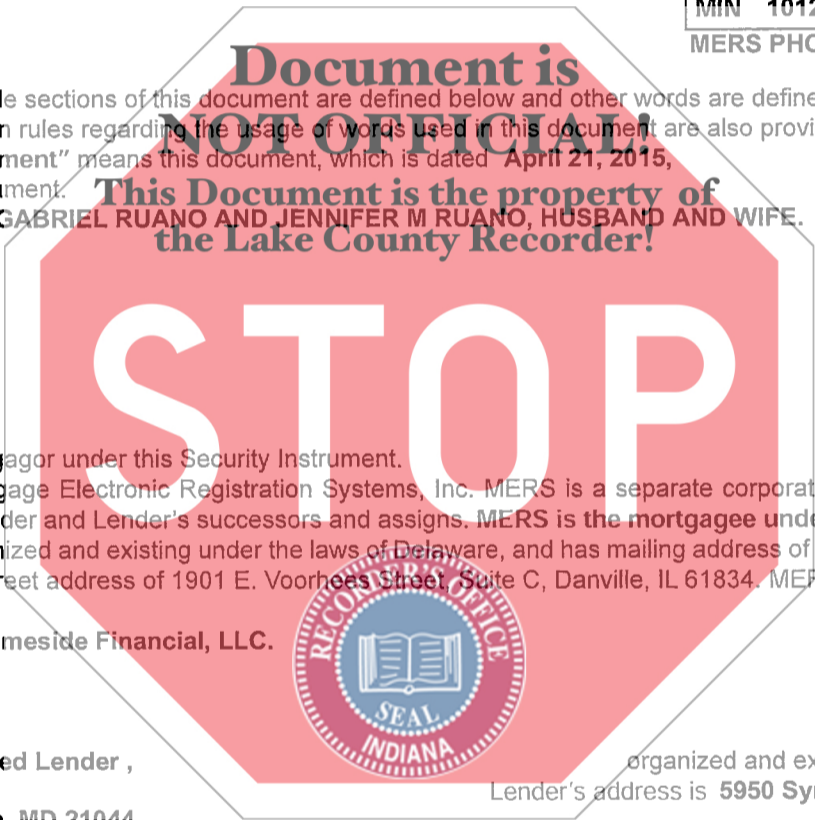 MIN 1012
MERS PHO
Document is
e sections of this document are defined below and other words are define
n rules regarding the usage of words used in this document are also provi
NOT OFFICIAL!
ment" means this document, which is dated April 21, 2015,
ment.
This Document is the property of
GABRIEL RUANO AND JENNIFER M RUANO, HUSBAND AND WIFE.
the Lake County Recorder!
STOP
agor under this Security Instrument.
gage Electronic Registration Systems, Inc. MERS is a separate corporat
der and Lender's successors and assigns. MERS is the mortgagee unde
ized and existing under the laws of Delaware, and has mailing address of
eet address of 1901 E. Voorhees Street, Suite C, Danville, IL 61834. MER
meside Financial, LLC.
RECORDER'S OFFICE
SEAL
INDIANA
ed Lender ,
organized and ex
Lender's address is 5950 Sy
MD 21044